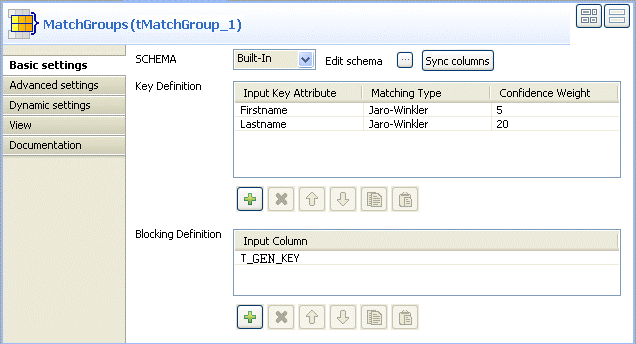 MatchGroups(tMatchGroup_1)
Basic settings
Advanced settings
Dynamic settings
View
Documentation
SCHEMA Built-In Edit schema ... Sync columns
Key Definition
Input Key Attribute Matching Type Confidence Weight
Firstname Jaro-Winkler 5
Lastname Jaro-Winkler 20
Blocking Definition
Input Column
T_GEN_KEY